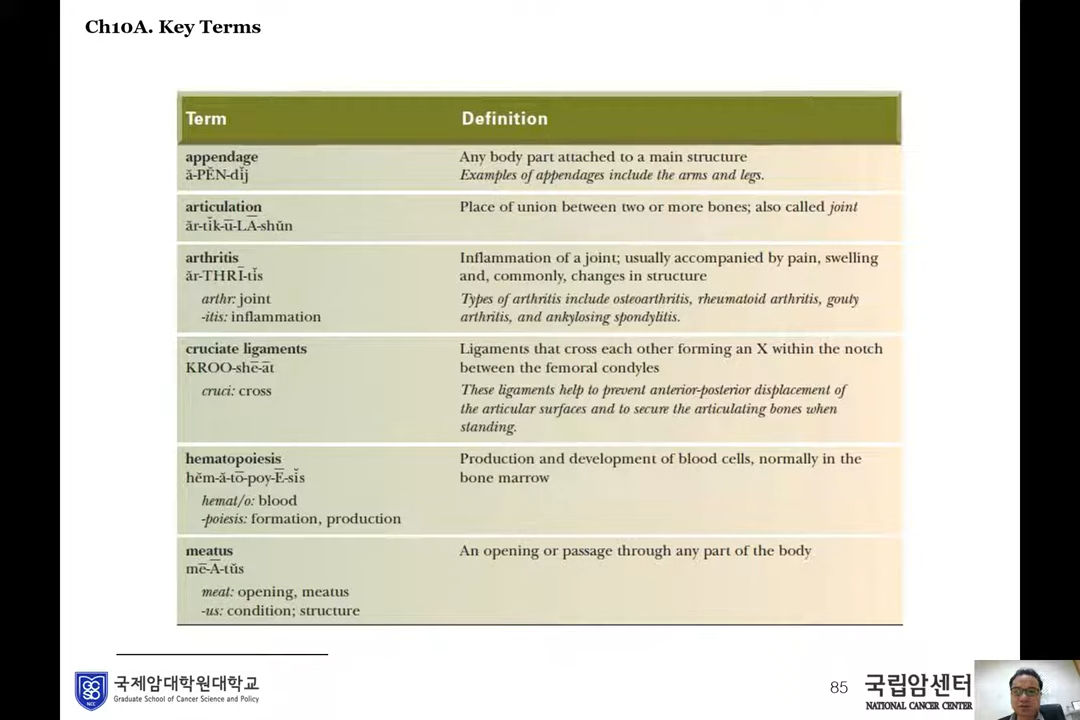 Ch10A. Key Terms
Term Definition
appendage Any body part attached to a main structure
ă-PĔN-dĭj Examples of appendages include the arms and legs.
articulation Place of union between two or more bones; also called joint
ăr-tĭk-ū-LĀ-shŭn
arthritis Inflammation of a joint; usually accompanied by pain, swelling
ăr-THRĪ-tĭs and, commonly, changes in structure
arthr: joint Types of arthritis include osteoarthritis, rheumatoid arthritis, gouty
-itis: inflammation arthritis, and ankylosing spondylitis.
cruciate ligaments Ligaments that cross each other forming an X within the notch
KROO-shē-āt between the femoral condyles
cruci: cross These ligaments help to prevent anterior-posterior displacement of
the articular surfaces and to secure the articulating bones when
standing.
hematopoiesis Production and development of blood cells, normally in the
hĕm-ă-tō-poy-Ē-sĭs bone marrow
hemat/o: blood
-poiesis: formation, production
meatus An opening or passage through any part of the body
mē-Ā-tŭs
meat: opening, meatus
-us: condition; structure
국제암대학원대학교
Graduate School of Cancer Science and Policy
NCC
85
국립암센터
NATIONAL CANCER CENTER